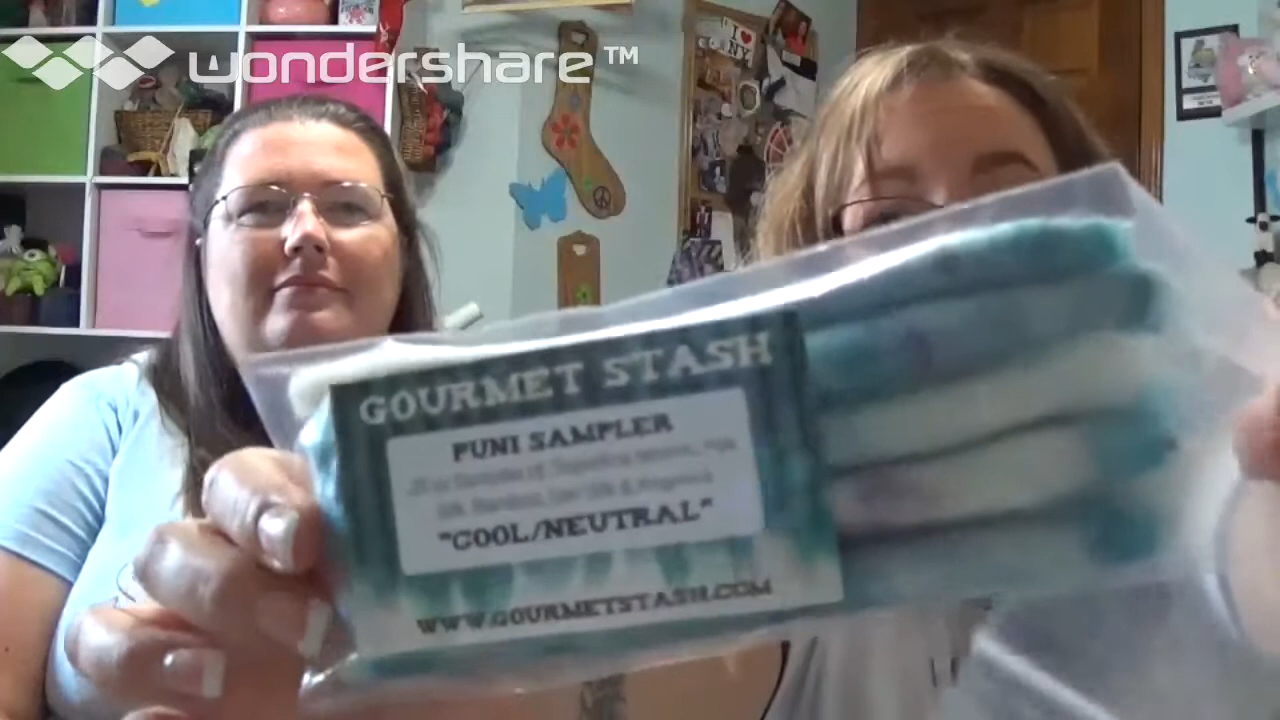 wondershare™
I ❤ NY
GOURMET STASH
PUNI SAMPLER
"COOL/NEUTRAL"
WWW.GOURMETSTASH.COM